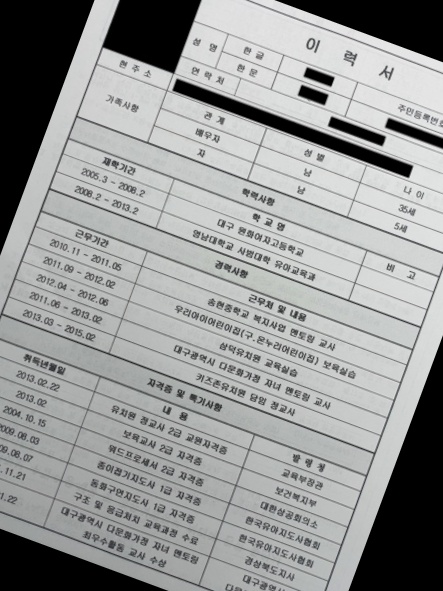 이 력 서
성 명 한 글 주민등록번호
한 문
연 락 처
현 주 소
가족사항 관 계 성 별 나 이
배우자 남 35세
자 남 5세
학력사항
재학기간 학 교 명 비 고
2005.3 - 2008.2 대구 원화여자고등학교
2008.2 - 2013.2 영남대학교 사범대학 유아교육과
경력사항
근무기간 근무처 및 내용
2010.11 - 2011.05 송현중학교 복지사업 멘토링 교사
2011.09 - 2012.02 우리아이어린이집(구.온누리어린이집) 보육실습
2012.04 - 2012.06 삼덕유치원 교육실습
2011.06 - 2013.02 대구광역시 다문화가정 자녀 멘토링 교사
2013.03 - 2015.02 키즈존유치원 담임 정교사
자격증 및 특기사항
취득년월일 내 용 발 령 청
2013.02.22 유치원 정교사 2급 교원자격증 교육부장관
2013.02 보육교사 2급 자격증 보건복지부
2004.10.15 워드프로세서 2급 자격증 대한상공회의소
2009.08.03 종이접기지도사 1급 자격증 한국유아지도사협회
09.08.07 동화구연지도사 1급 자격증 한국유아지도사협회
.11.21 구조 및 응급처치 교육과정 수료 경상북도지사
.22 대구광역시 다문화가정 자녀 멘토링 대구광역시
최우수활동 교사 수상